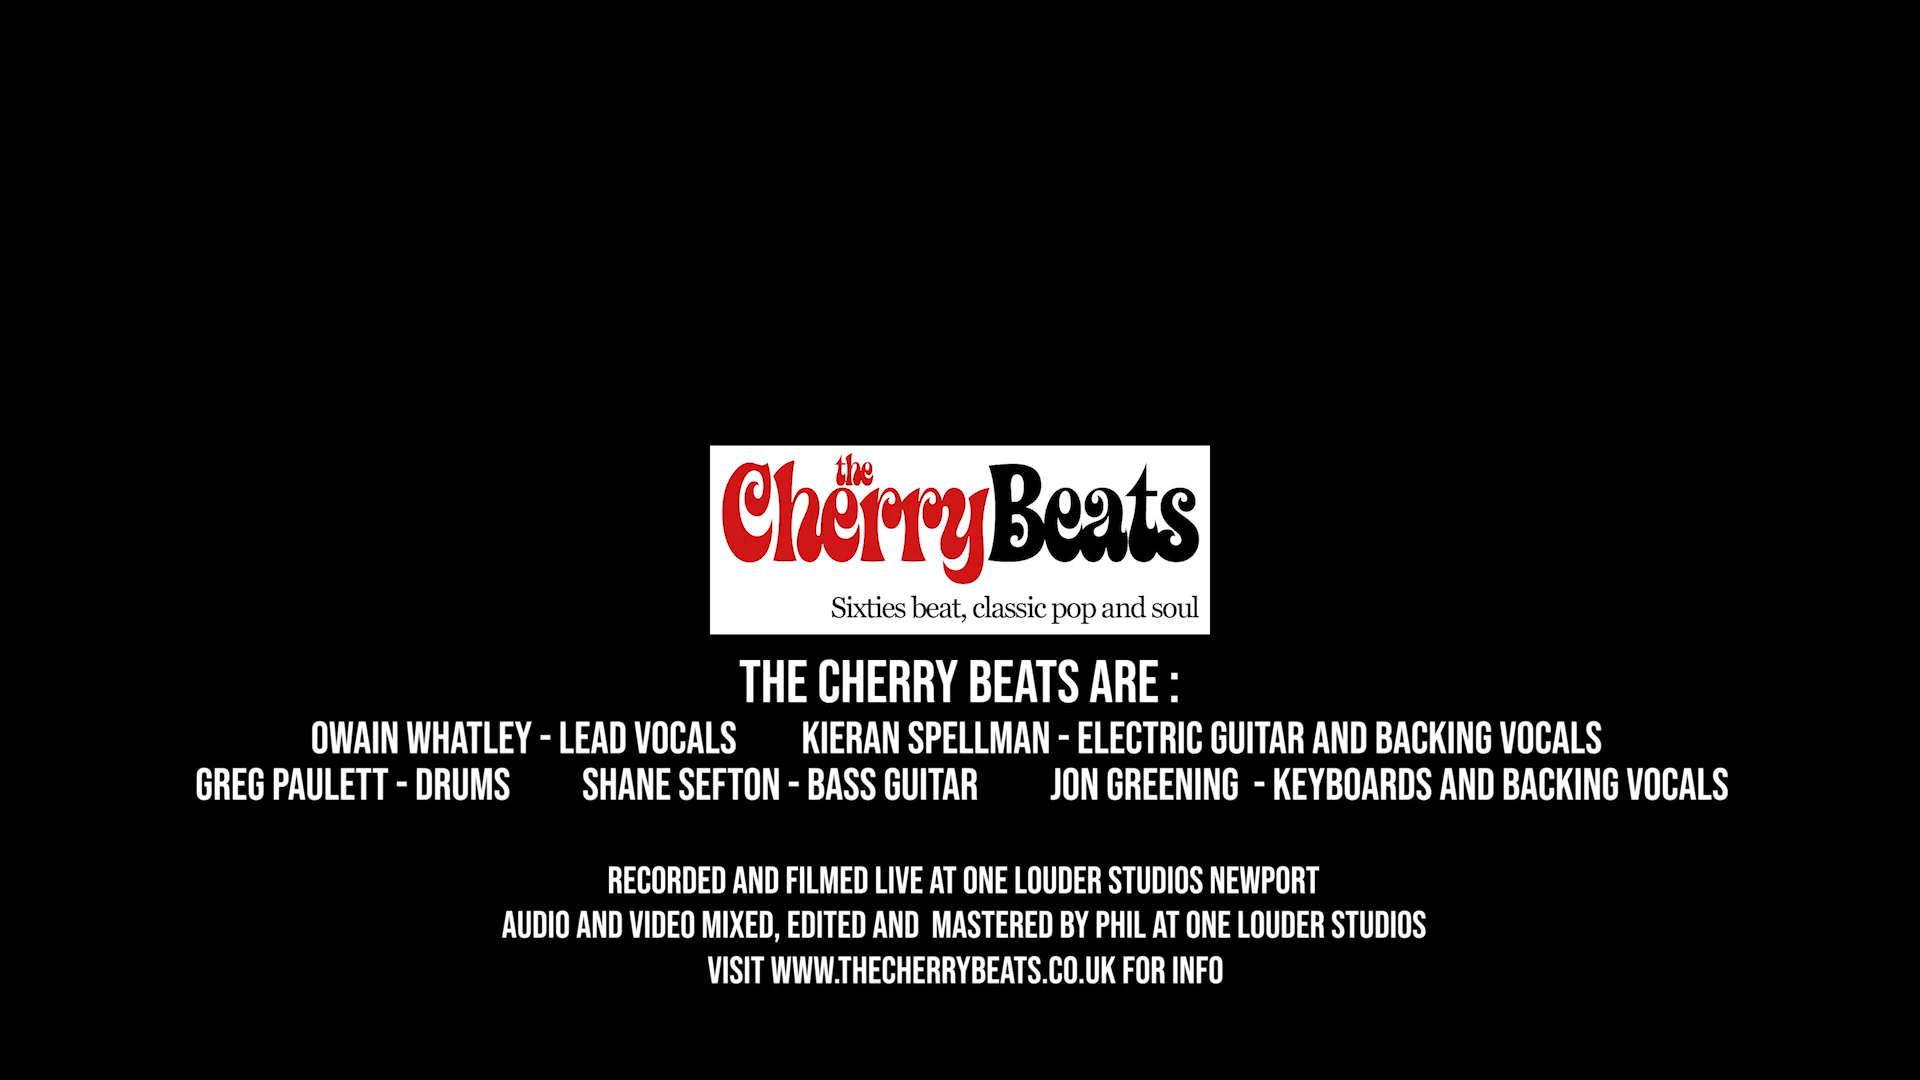 the
Cherry Beats
Sixties beat, classic pop and soul
THE CHERRY BEATS ARE :
OWAIN WHATLEY - LEAD VOCALS KIERAN SPELLMAN - ELECTRIC GUITAR AND BACKING VOCALS
GREG PAULETT - DRUMS SHANE SEFTON - BASS GUITAR JON GREENING - KEYBOARDS AND BACKING VOCALS
RECORDED AND FILMED LIVE AT ONE LOUDER STUDIOS NEWPORT
AUDIO AND VIDEO MIXED, EDITED AND MASTERED BY PHIL AT ONE LOUDER STUDIOS
VISIT WWW.THECHERRYBEATS.CO.UK FOR INFO